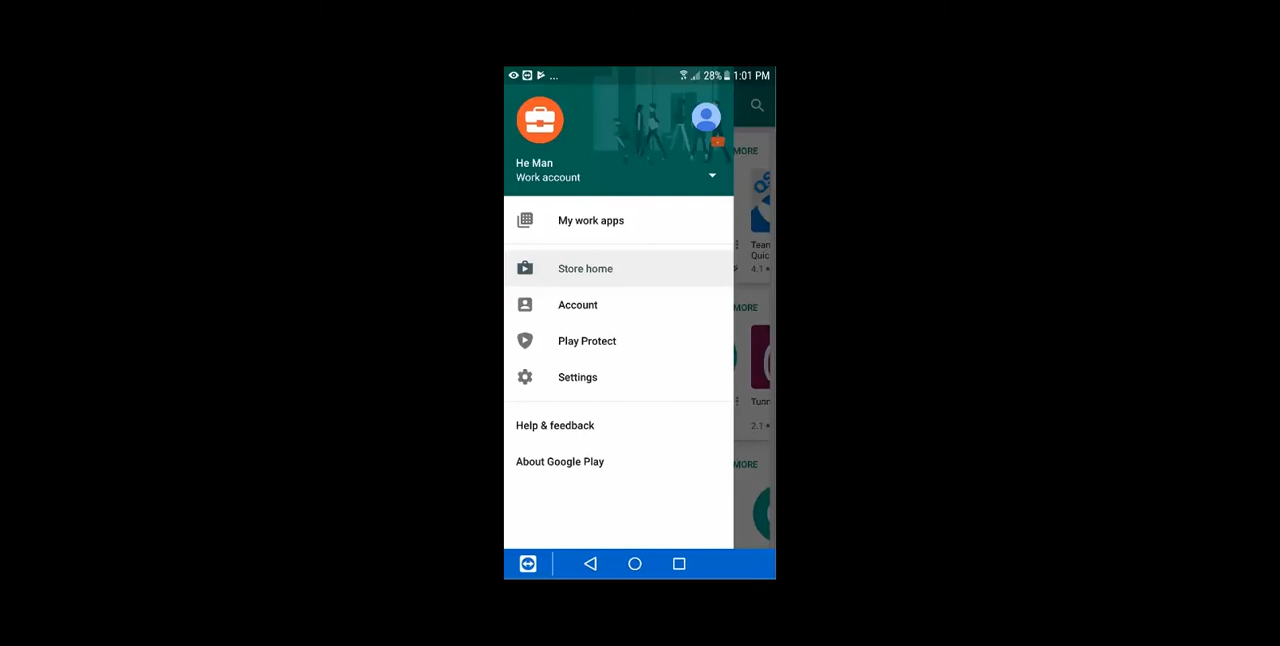 ... 28% 1:01 PM
He Man
Work account
My work apps
Store home
Account
Play Protect
Settings
Help & feedback
About Google Play
MORE
Team
Quic
4.1
MORE
Tunn
2.1
MORE